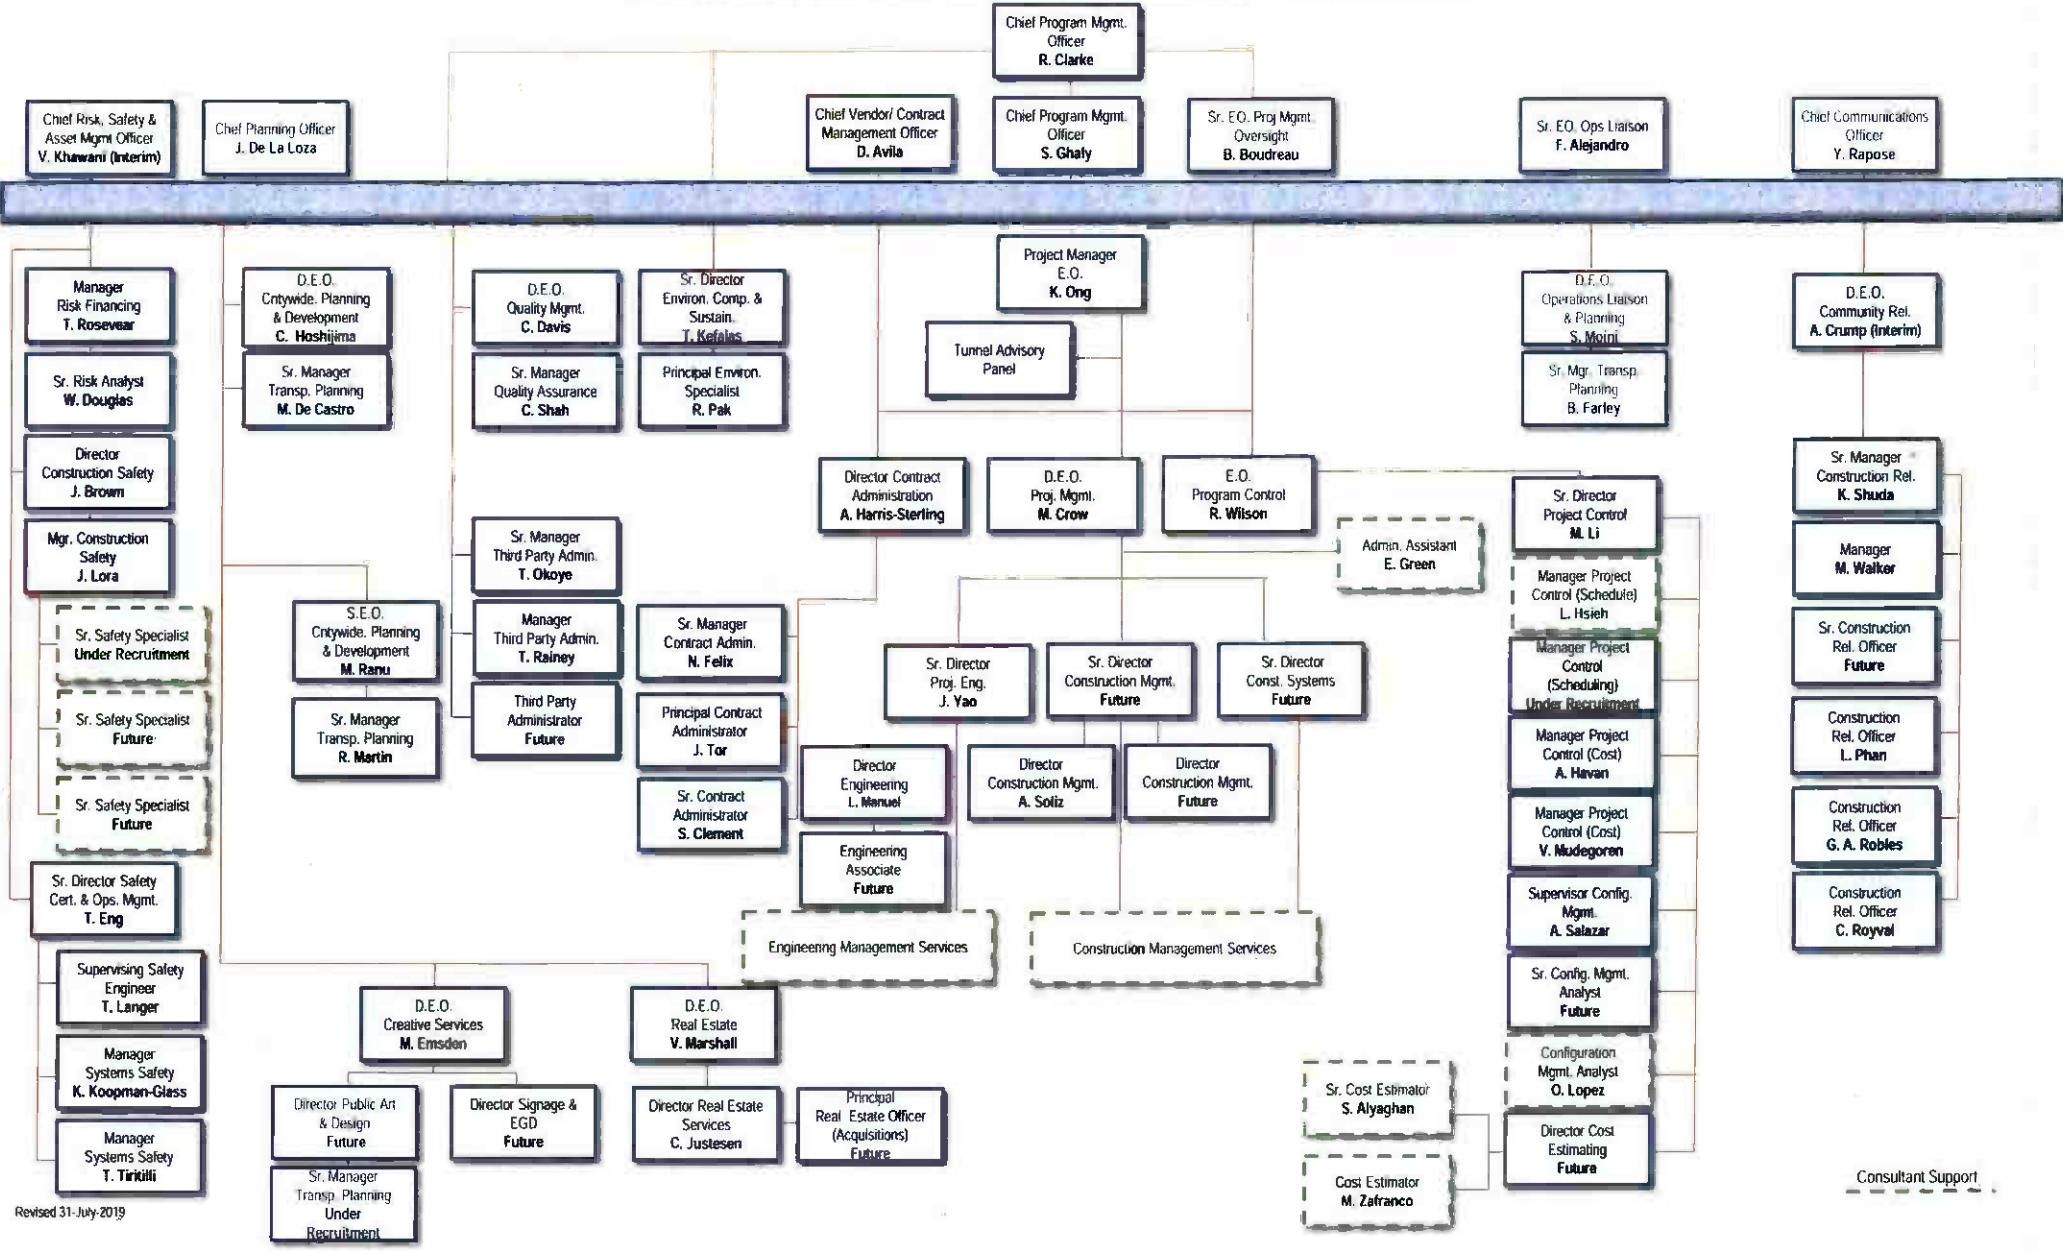 Chief Program Mgmt.
Officer
R. Clarke
Chief Risk, Safety &
Asset Mgmt Officer
V. Khawani (Interim)
Chief Planning Officer
J. De La Loza
Chief Vendor/ Contract
Management Officer
D. Avila
Chief Program Mgmt.
Officer
S. Ghaly
Sr. EO. Proj Mgmt.
Oversight
B. Boudreau
Sr. EO. Ops Liaison
F. Alejandro
Chief Communications
Officer
Y. Rapose
Manager
Risk Financing
T. Rosevear
Sr. Risk Analyst
W. Douglas
Director
Construction Safety
J. Brown
Mgr. Construction
Safety
J. Lora
Sr. Safety Specialist
Under Recruitment
Sr. Safety Specialist
Future
Sr. Safety Specialist
Future
Sr. Director Safety
Cert. & Ops. Mgmt.
T. Eng
Supervising Safety
Engineer
T. Langer
Manager
Systems Safety
K. Koopman-Glass
Manager
Systems Safety
T. Tiritilli
D.E.O.
Cntywide. Planning
& Development
C. Hoshijima
Sr. Manager
Transp. Planning
M. De Castro
S.E.O.
Cntywide. Planning
& Development
M. Ranu
Sr. Manager
Transp. Planning
R. Martin
D.E.O.
Creative Services
M. Emsden
Director Public Art
& Design
Future
Sr. Manager
Transp. Planning
Under
Recruitment
Director Signage &
EGD
Future
D.E.O.
Real Estate
V. Marshall
Director Real Estate
Services
C. Justesen
Principal
Real Estate Officer
(Acquisitions)
Future
D.E.O.
Quality Mgmt.
C. Davis
Sr. Manager
Quality Assurance
C. Shah
Sr. Manager
Third Party Admin.
T. Okoye
Manager
Third Party Admin.
T. Rainey
Third Party
Administrator
Future
Sr. Director
Environ. Comp. &
Sustain.
T. Kefalas
Principal Environ.
Specialist
R. Pak
Project Manager
E.O.
K. Ong
Tunnel Advisory
Panel
Director Contract
Administration
A. Harris-Sterling
D.E.O.
Proj. Mgmt.
M. Crow
E.O.
Program Control
R. Wilson
Admin. Assistant
E. Green
Sr. Manager
Contract Admin.
N. Felix
Principal Contract
Administrator
J. Tor
Sr. Contract
Administrator
S. Clement
Sr. Director
Proj. Eng.
J. Yao
Sr. Director
Construction Mgmt.
Future
Sr. Director
Const. Systems
Future
Director
Engineering
L. Manuel
Engineering
Associate
Future
Director
Construction Mgmt.
A. Soliz
Director
Construction Mgmt.
Future
Engineering Management Services
Construction Management Services
D.E.O.
Operations Liaison
& Planning
S. Moini
Sr. Mgr. Transp.
Planning
B. Farley
Sr. Director
Project Control
M. Li
Manager Project
Control (Schedule)
L. Hsieh
Manager Project
Control
(Scheduling)
Under Recruitment
Manager Project
Control (Cost)
A. Havan
Manager Project
Control (Cost)
V. Mudegoren
Supervisor Config.
Mgmt.
A. Salazar
Sr. Config. Mgmt.
Analyst
Future
Configuration
Mgmt. Analyst
O. Lopez
Director Cost
Estimating
Future
Sr. Cost Estimator
S. Alyaghan
Cost Estimator
M. Zafranco
D.E.O.
Community Rel.
A. Crump (Interim)
Sr. Manager
Construction Rel.
K. Shuda
Manager
M. Walker
Sr. Construction
Rel. Officer
Future
Construction
Rel. Officer
L. Phan
Construction
Rel. Officer
G. A. Robles
Construction
Rel. Officer
C. Royval
Consultant Support
Revised 31-July-2019